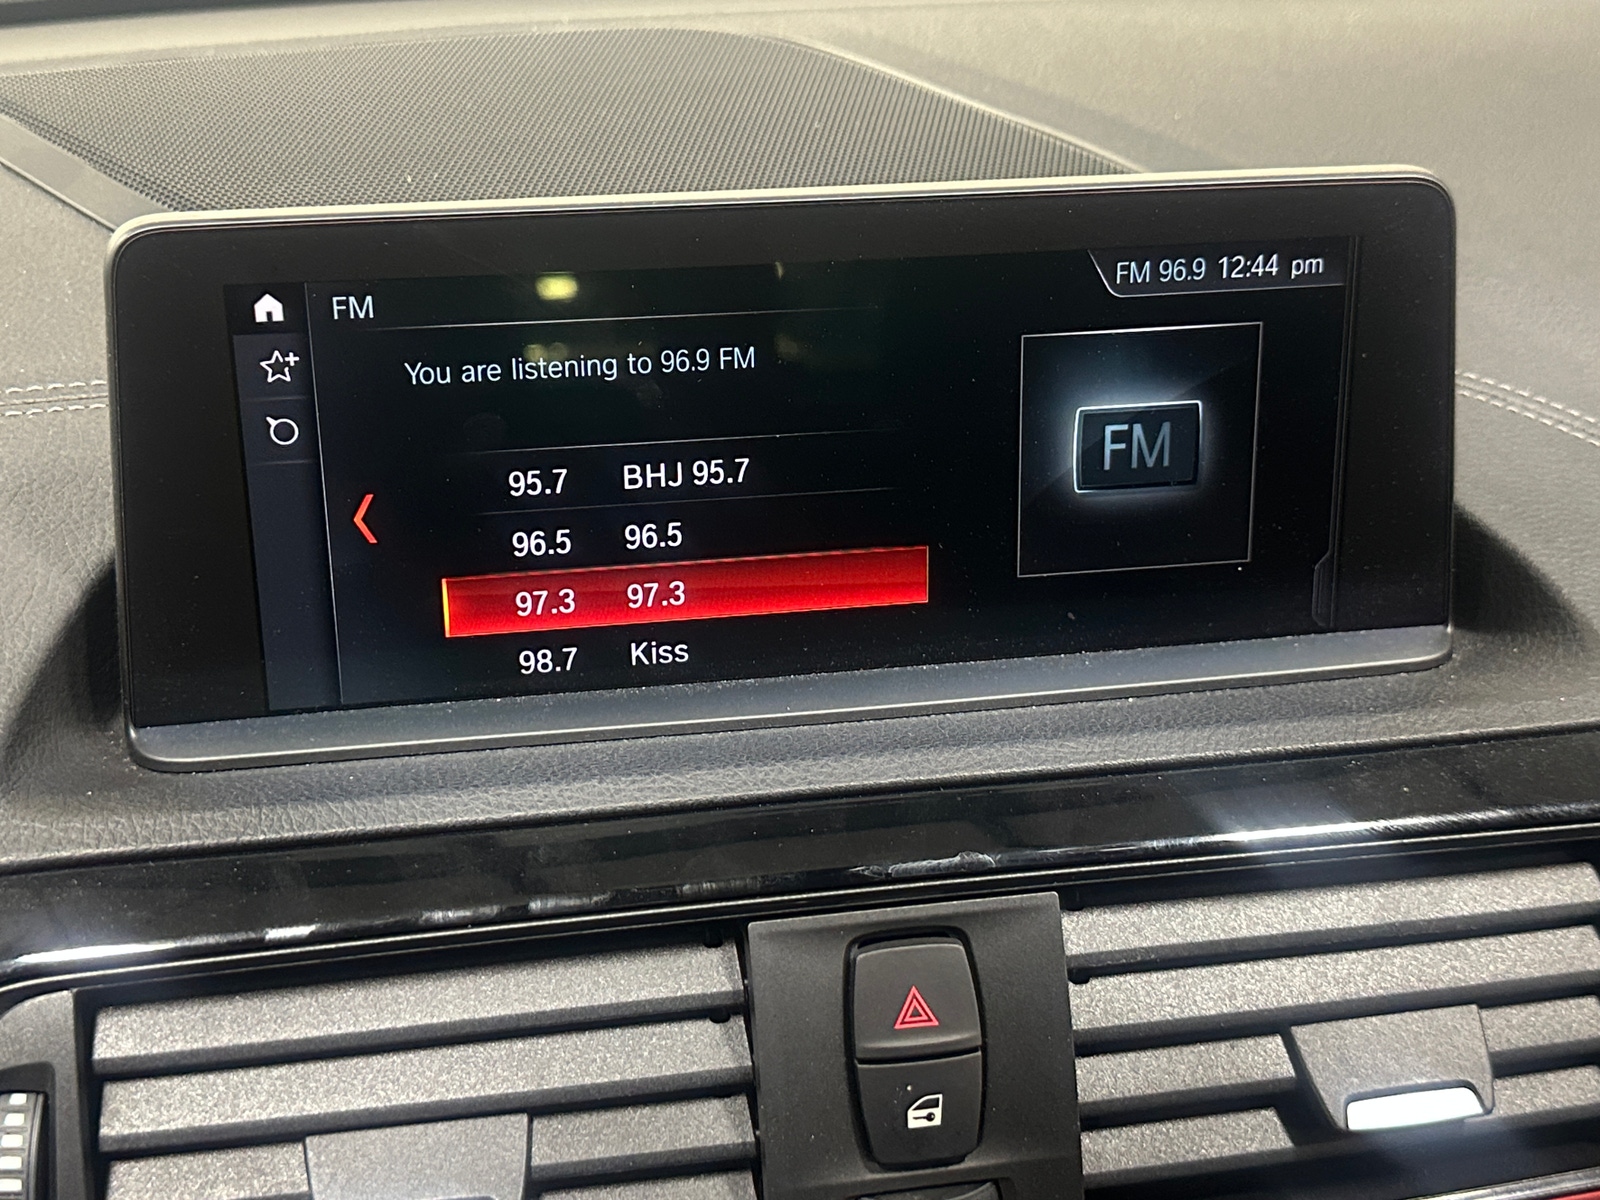 FM 96.9 12:44 pm
FM
You are listening to 96.9 FM
FM
95.7 BHJ 95.7
96.5 96.5
97.3 97.3
98.7 Kiss